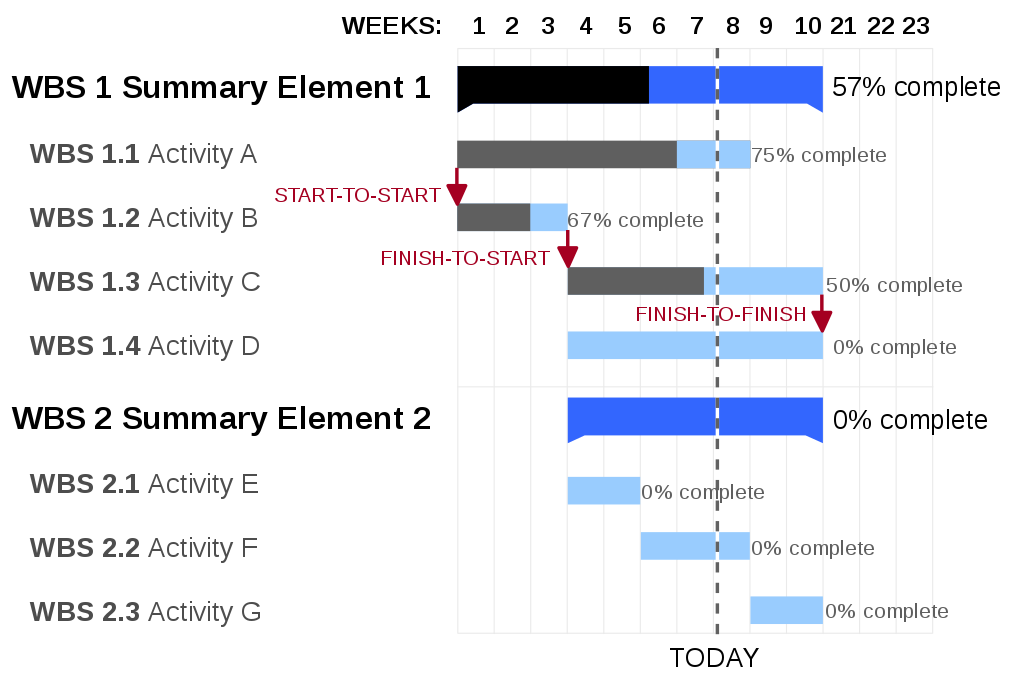 WEEKS: 1 2 3 4 5 6 7 8 9 10 21 22 23
WBS 1 Summary Element 1 57% complete
WBS 1.1 Activity A 75% complete
START-TO-START
WBS 1.2 Activity B 67% complete
FINISH-TO-START
WBS 1.3 Activity C 50% complete
FINISH-TO-FINISH
WBS 1.4 Activity D 0% complete
WBS 2 Summary Element 2 0% complete
WBS 2.1 Activity E 0% complete
WBS 2.2 Activity F 0% complete
WBS 2.3 Activity G 0% complete
TODAY